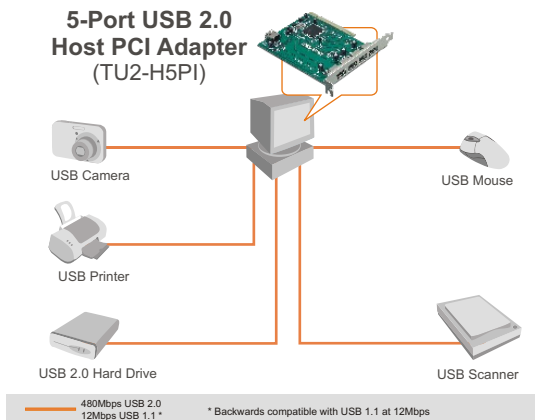 5-Port USB 2.0
Host PCI Adapter
(TU2-H5PI)
USB Camera
USB Mouse
USB Printer
USB 2.0 Hard Drive
USB Scanner
480Mbps USB 2.0
12Mbps USB 1.1 *
* Backwards compatible with USB 1.1 at 12Mbps